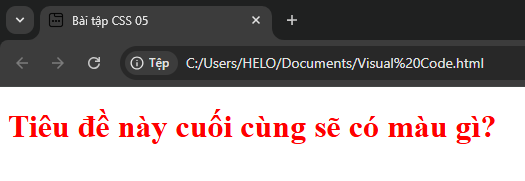 Bài tập CSS 05
Tệp
C:/Users/HELO/Documents/Visual%20Code.html
Tiêu đề này cuối cùng sẽ có màu gì?